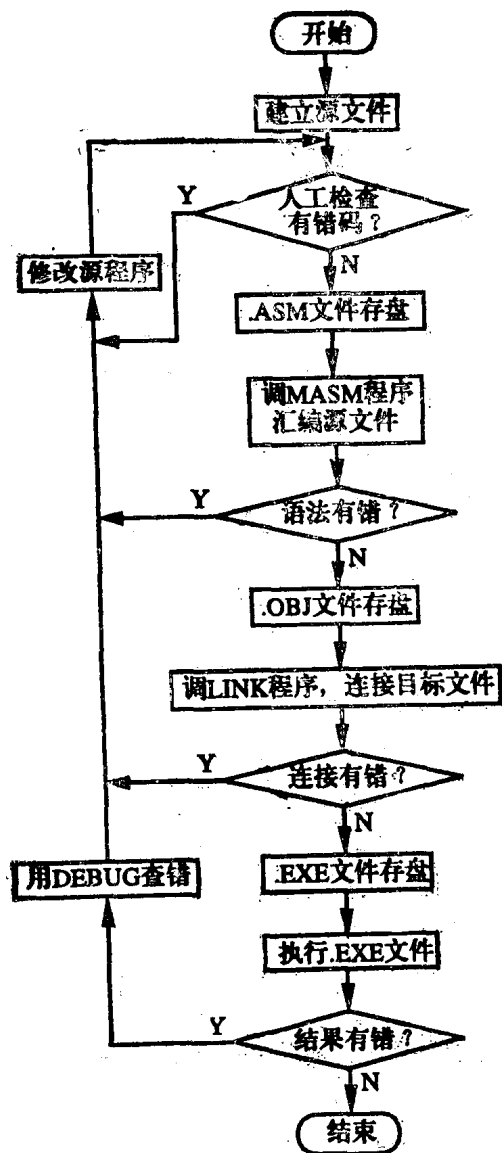 开始
建立源文件
Y
人工检查
有错码？
修改源程序
N
.ASM文件存盘
调MASM程序
汇编源文件
Y
语法有错？
N
.OBJ文件存盘
调LINK程序，连接目标文件
Y
连接有错？
N
用DEBUG查错
.EXE文件存盘
执行.EXE文件
Y
结果有错？
N
结束